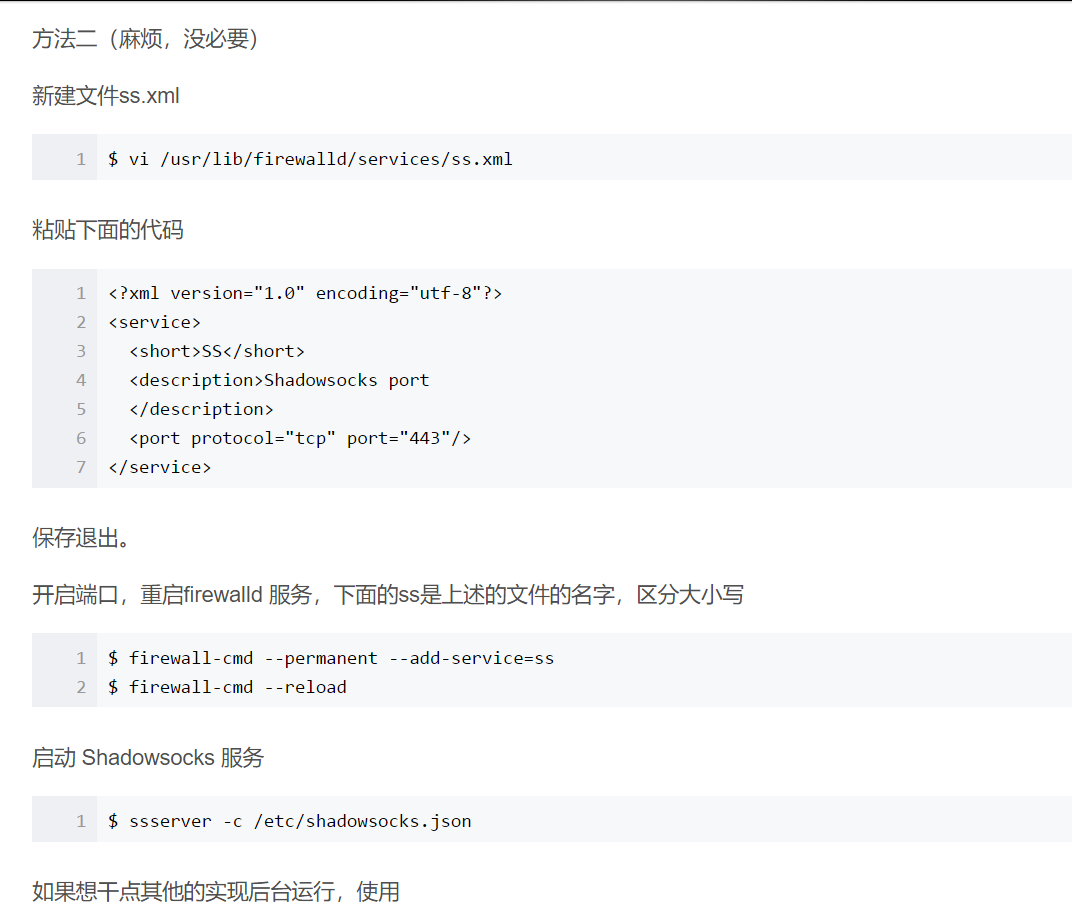 方法二（麻烦，没必要）
新建文件ss.xml
1 $ vi /usr/lib/firewalld/services/ss.xml
粘贴下面的代码
1 <?xml version="1.0" encoding="utf-8"?>
2 <service>
3   <short>SS</short>
4   <description>Shadowsocks port
5   </description>
6   <port protocol="tcp" port="443"/>
7 </service>
保存退出。
开启端口，重启firewalld 服务，下面的ss是上述的文件的名字，区分大小写
1 $ firewall-cmd --permanent --add-service=ss
2 $ firewall-cmd --reload
启动 Shadowsocks 服务
1 $ ssserver -c /etc/shadowsocks.json
如果想干点其他的实现后台运行，使用